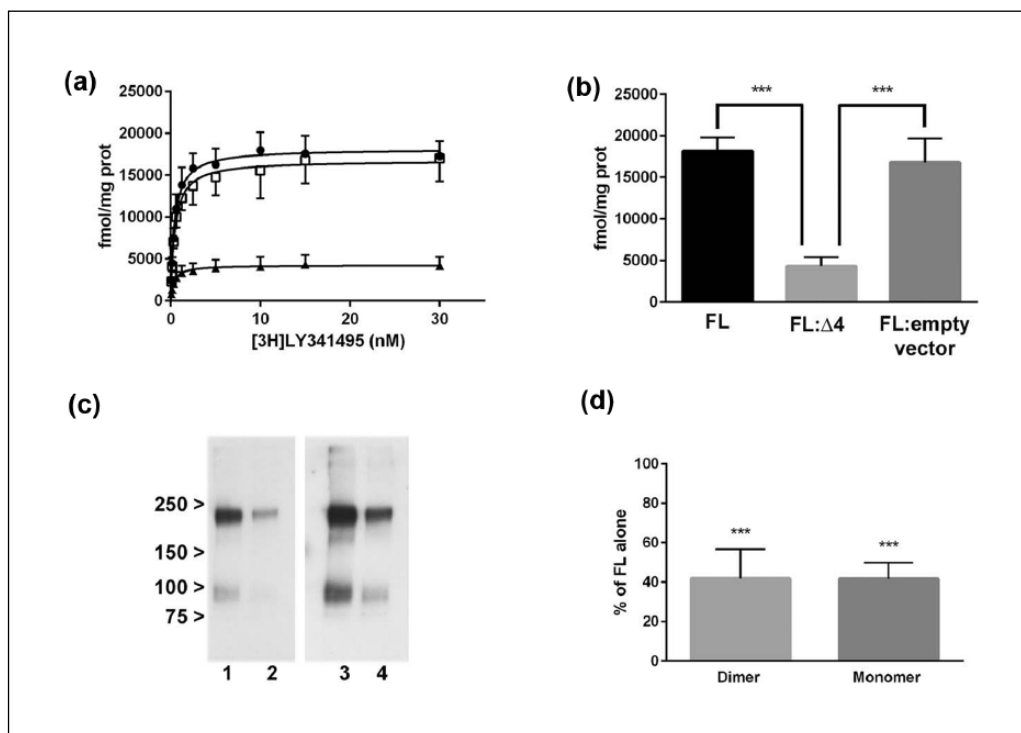 (a)
25000
20000
15000
10000
5000
0
fmol/mg prot
0 10 20 30
[3H]LY341495 (nM)
(b)
25000
20000
15000
10000
5000
0
fmol/mg prot
*** ***
FL FL:Δ4 FL:empty
vector
(c)
250 >
150 >
100 >
75 >
1 2 3 4
(d)
100
80
60
40
20
0
% of FL alone
*** ***
Dimer Monomer